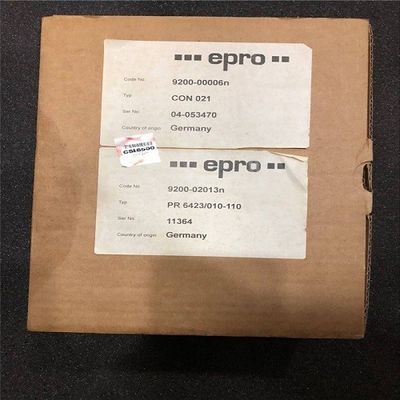 epro
Code No 9200-00006n
Typ CON 021
Ser No 04-053470
Country of origin Germany
epro
Code No 9200-02013n
Typ PR 6423/010-110
Ser No 11364
Country of origin Germany